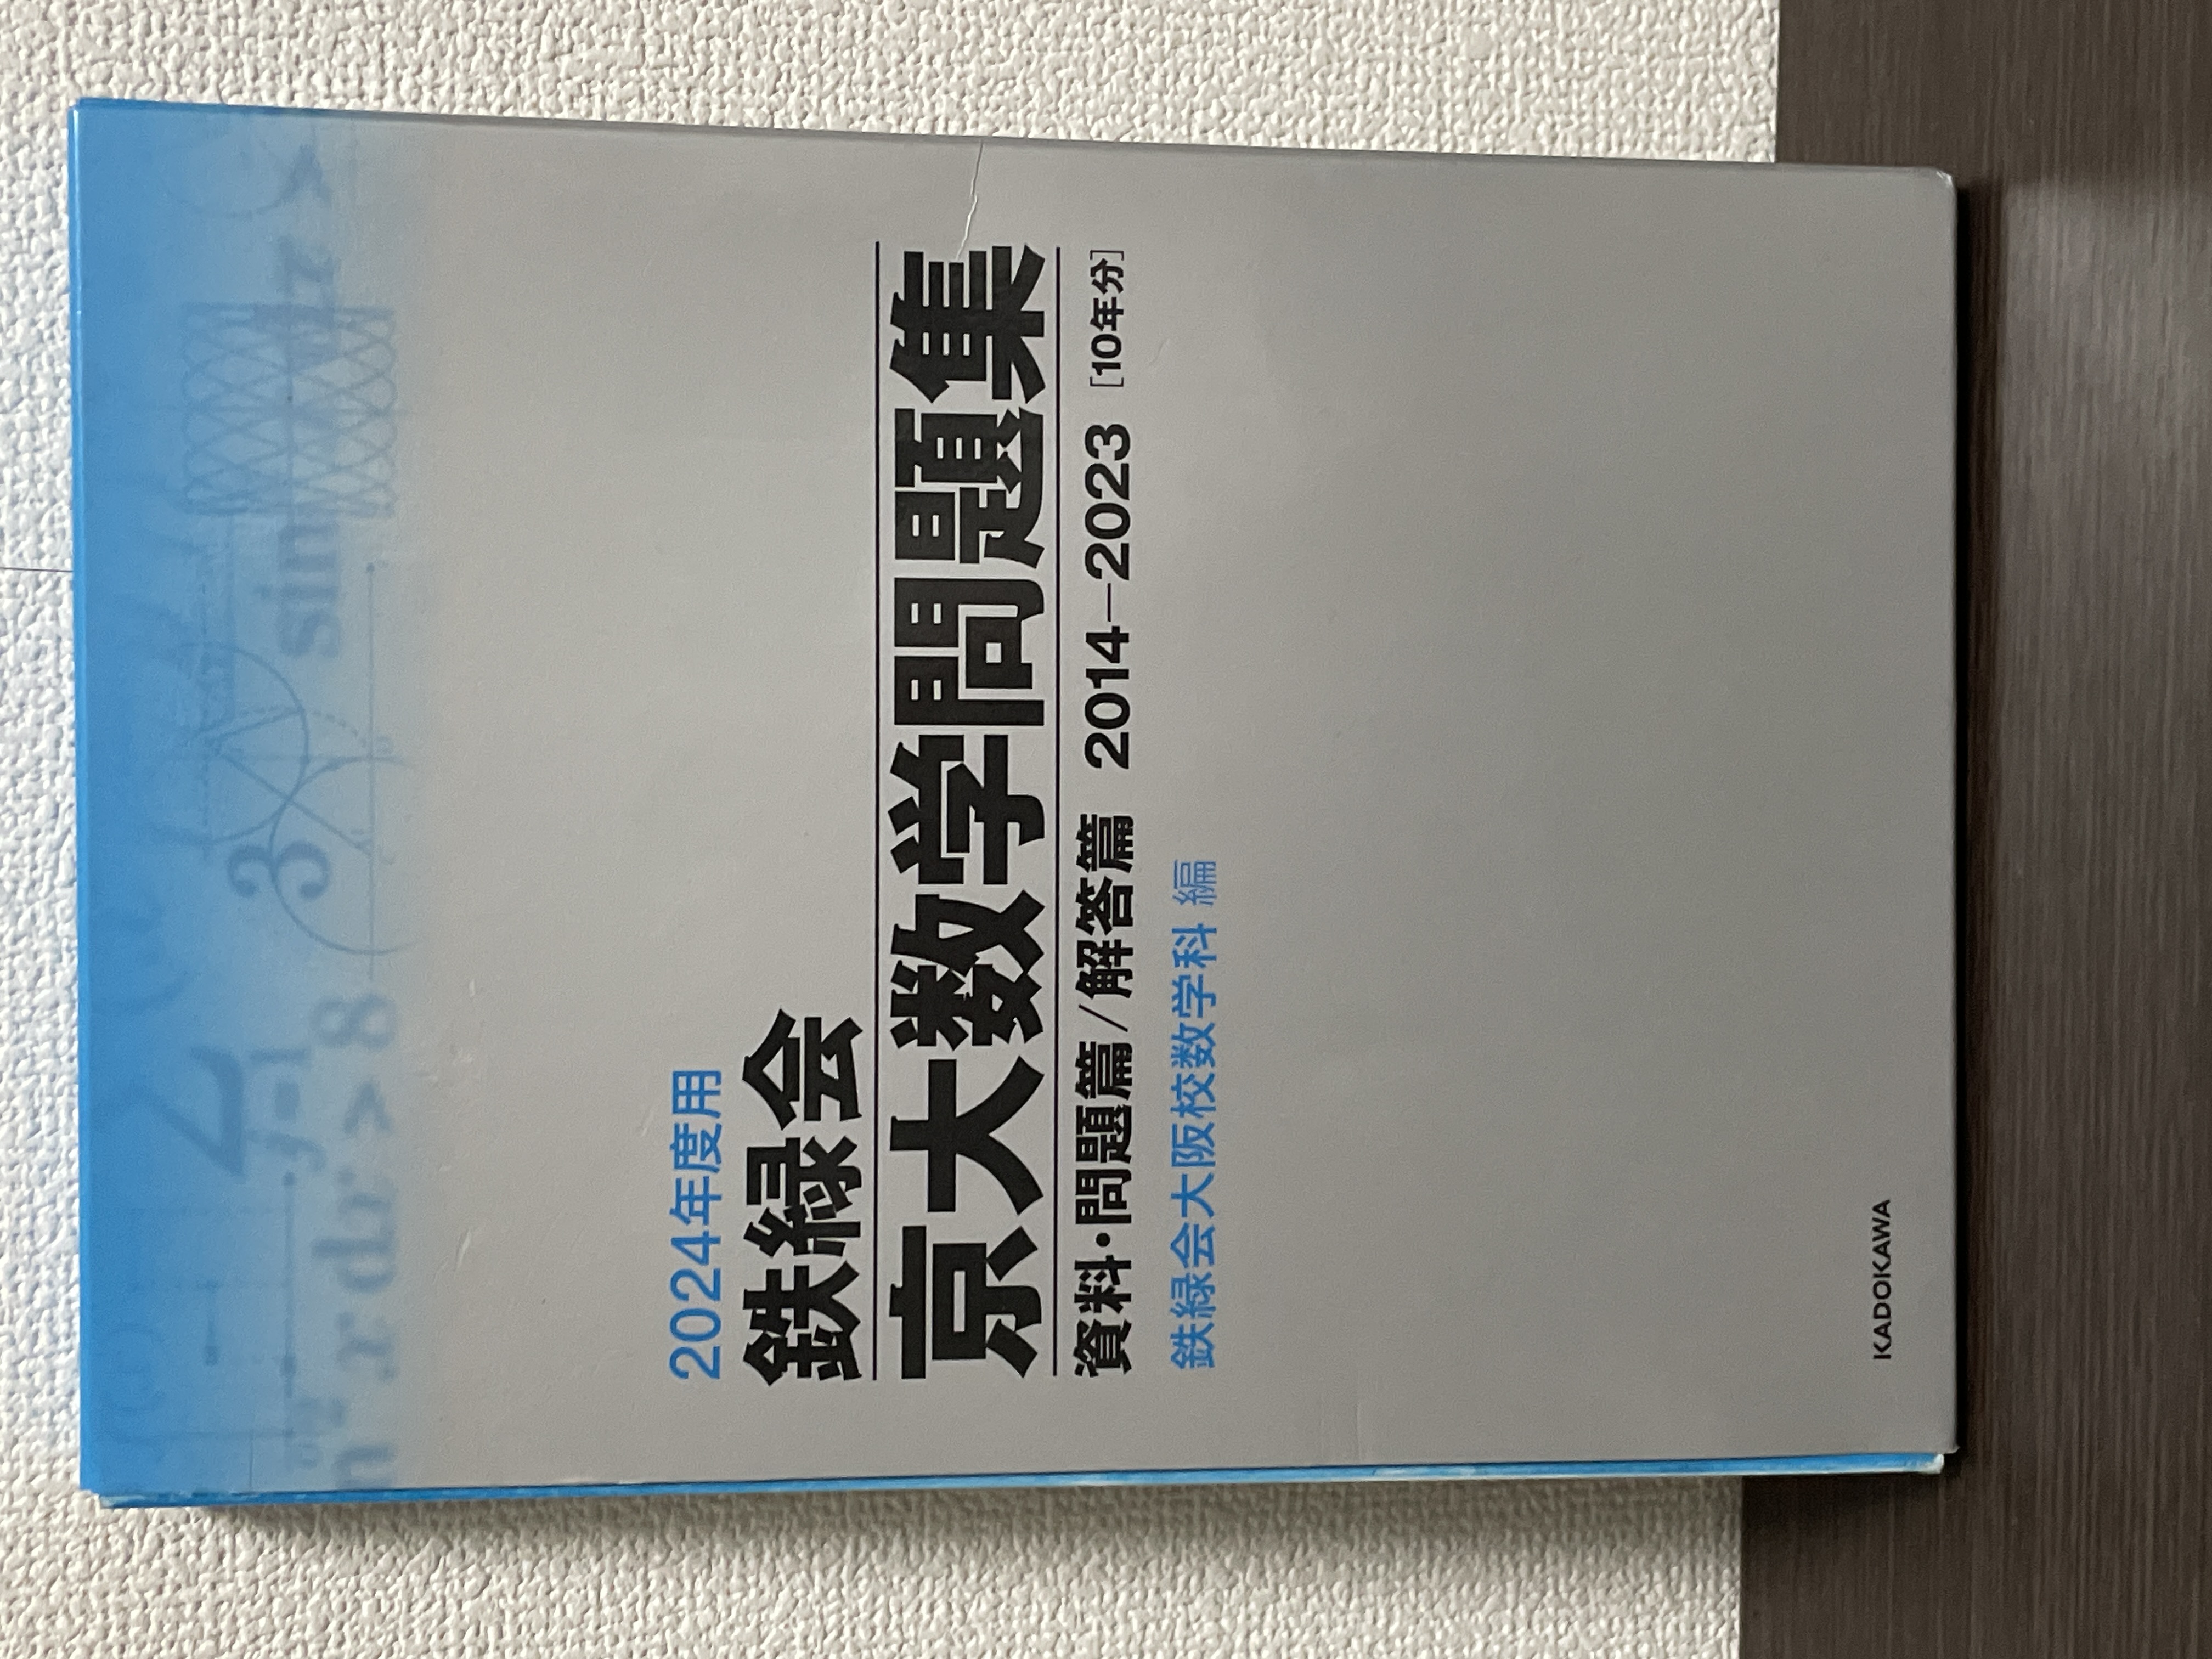 2024年度用
鉄緑会
京大数学問題集
資料・問題篇/解答篇 2014—2023 [10年分]
鉄緑会大阪校数学科 編
KADOKAWA